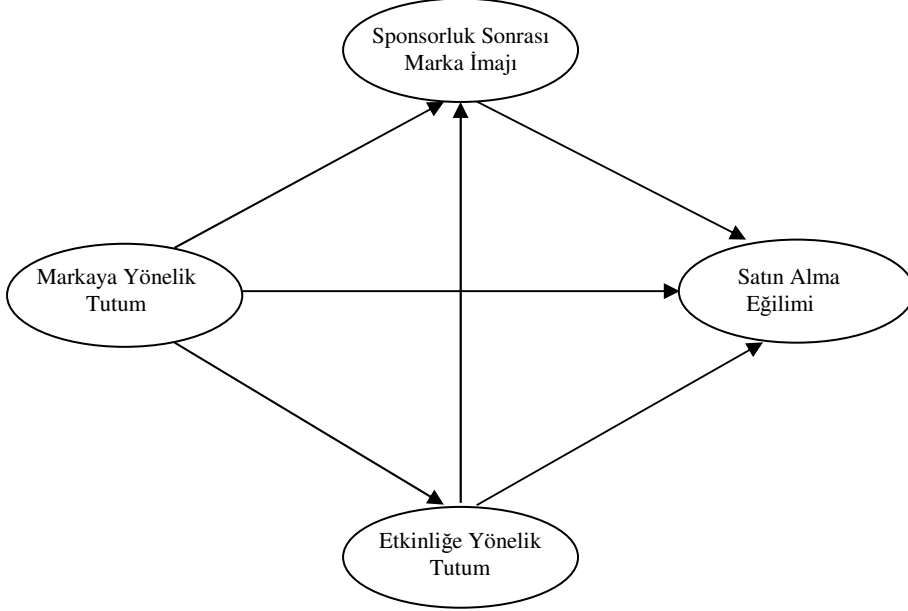 Sponsorluk Sonrası
Marka İmajı
Markaya Yönelik
Tutum
Satın Alma
Eğilimi
Etkinliğe Yönelik
Tutum